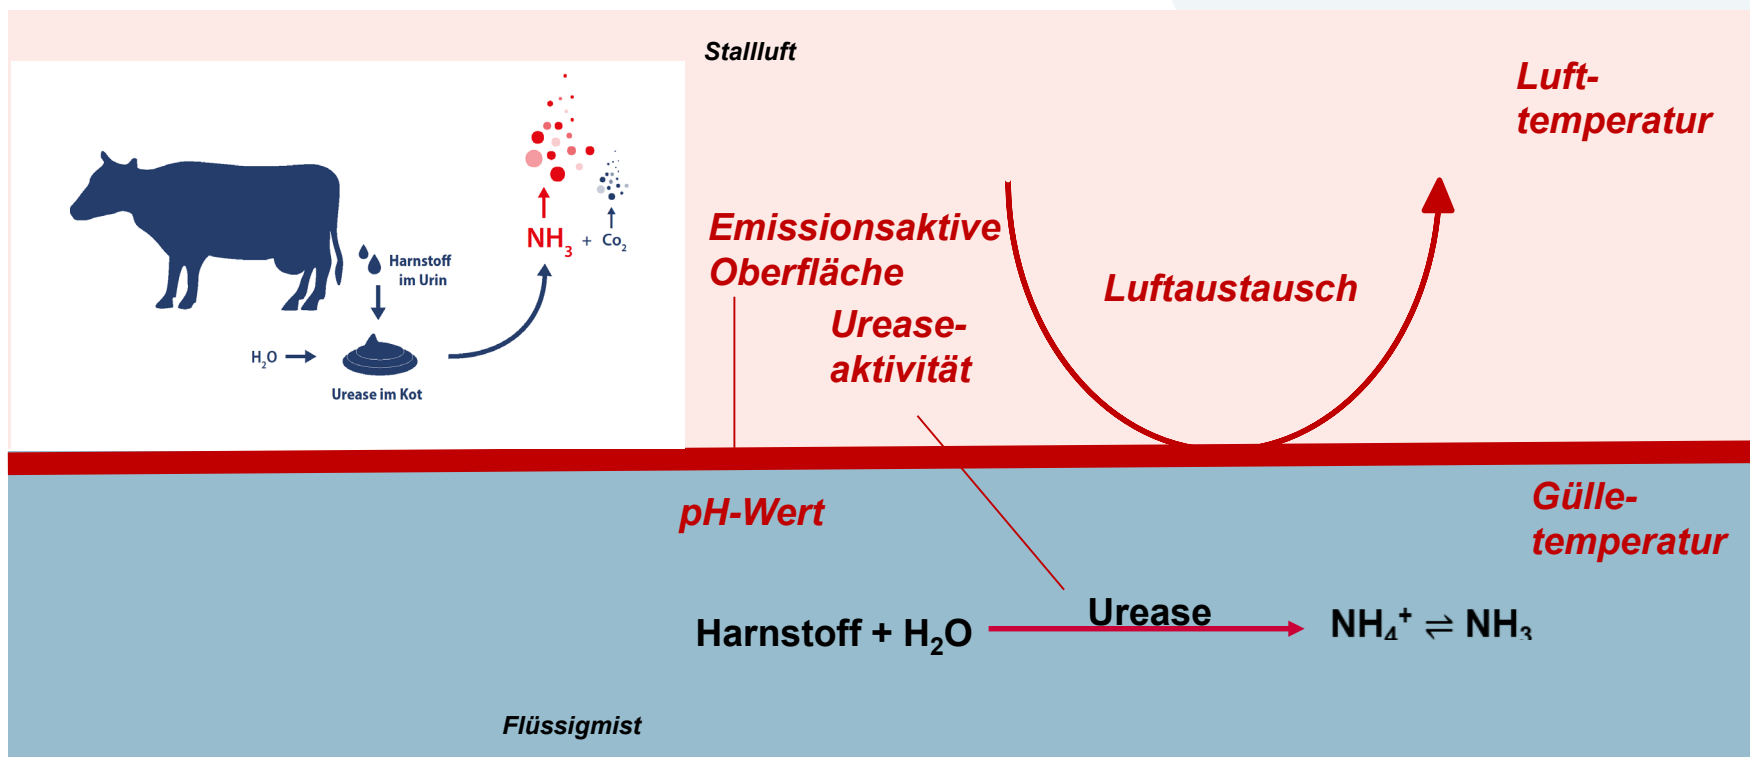 Stallluft
Luft-
temperatur
NH₃ + Co₂
Harnstoff
im Urin
H₂O
Urease im Kot
Emissionsaktive
Oberfläche
Urease-
aktivität
Luftaustausch
pH-Wert
Gülle-
temperatur
Harnstoff + H₂O
Urease
NH₄⁺ ⇌ NH₃
Flüssigmist